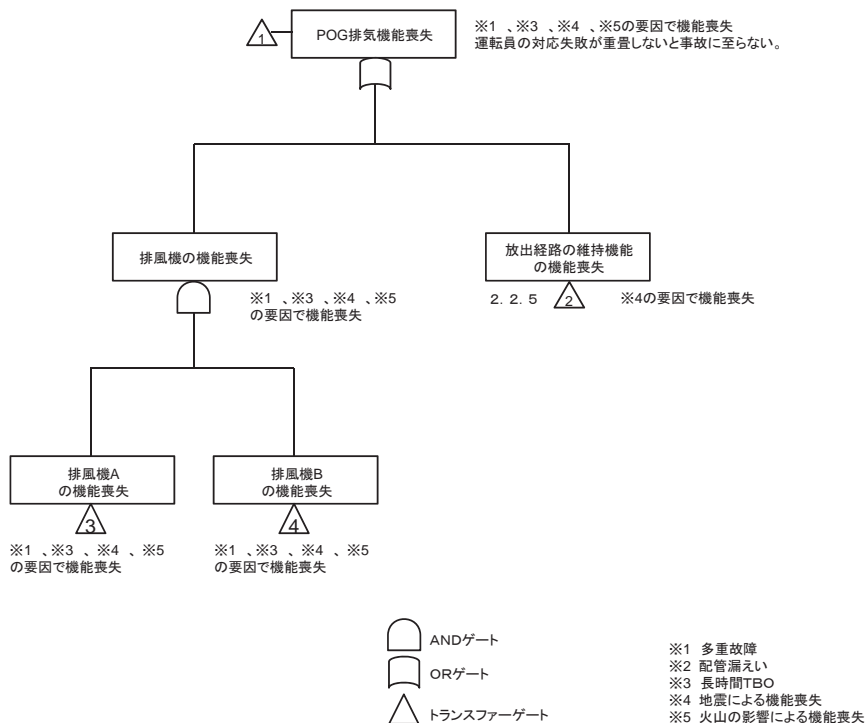 1
POG排気機能喪失
※1 、※3 、※4 、※5の要因で機能喪失
運転員の対応失敗が重畳しないと事故に至らない。
排風機の機能喪失
※1 、※3 、※4 、※5
の要因で機能喪失
放出経路の維持機能
の機能喪失
2. 2. 5
2
※4の要因で機能喪失
排風機A
の機能喪失
3
※1 、※3 、※4 、※5
の要因で機能喪失
排風機B
の機能喪失
4
※1 、※3 、※4 、※5
の要因で機能喪失
ANDゲート
ORゲート
トランスファーゲート
※1 多重故障
※2 配管漏えい
※3 長時間TBO
※4 地震による機能喪失
※5 火山の影響による機能喪失